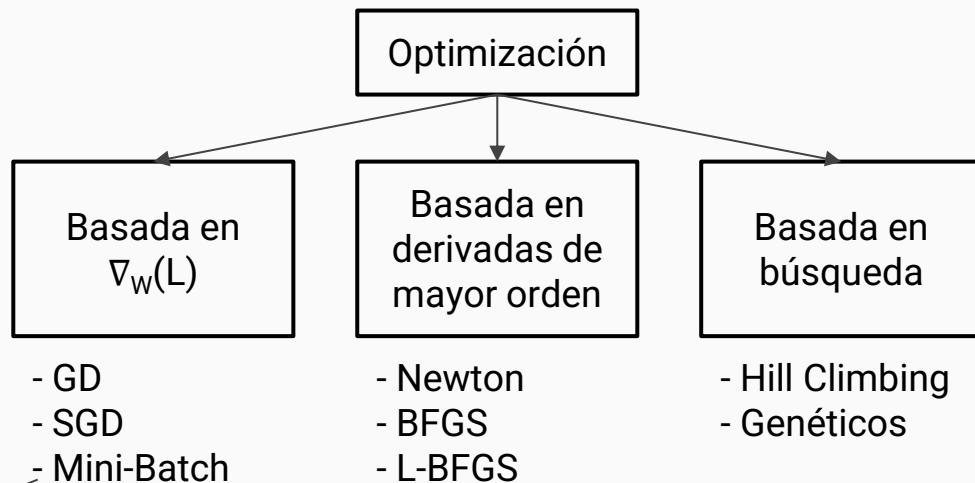 Optimización
Basada en
∇W(L)
Basada en
derivadas de
mayor orden
Basada en
búsqueda
- GD
- SGD
- Mini-Batch
- Newton
- BFGS
- L-BFGS
- Hill Climbing
- Genéticos